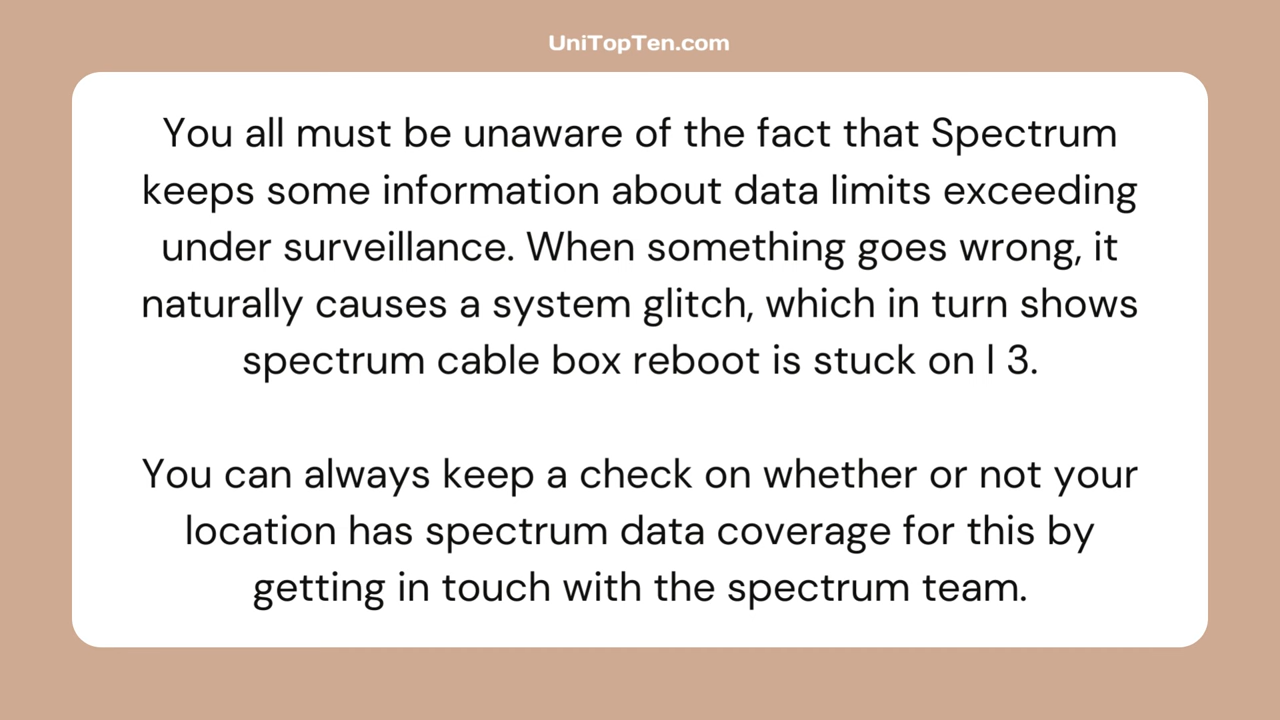 UniTopTen.com
You all must be unaware of the fact that Spectrum
keeps some information about data limits exceeding
under surveillance. When something goes wrong, it
naturally causes a system glitch, which in turn shows
spectrum cable box reboot is stuck on l 3.
You can always keep a check on whether or not your
location has spectrum data coverage for this by
getting in touch with the spectrum team.